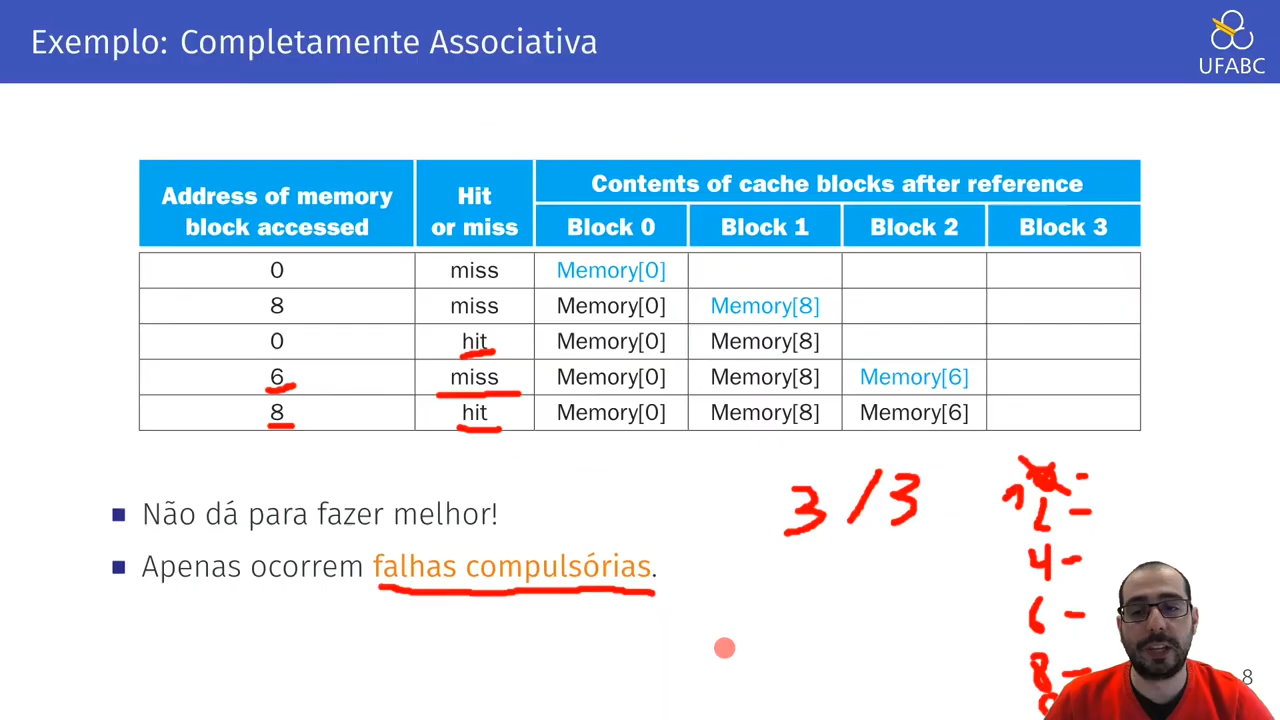 Exemplo: Completamente Associativa
UFABC
Address of memory block accessed Hit or miss Contents of cache blocks after reference
Block 0 Block 1 Block 2 Block 3
0 miss Memory[0]
8 miss Memory[0] Memory[8]
0 hit Memory[0] Memory[8]
6 miss Memory[0] Memory[8] Memory[6]
8 hit Memory[0] Memory[8] Memory[6]
Não dá para fazer melhor!
Apenas ocorrem falhas compulsórias.
3/3
4 -
6 -
8 -
8